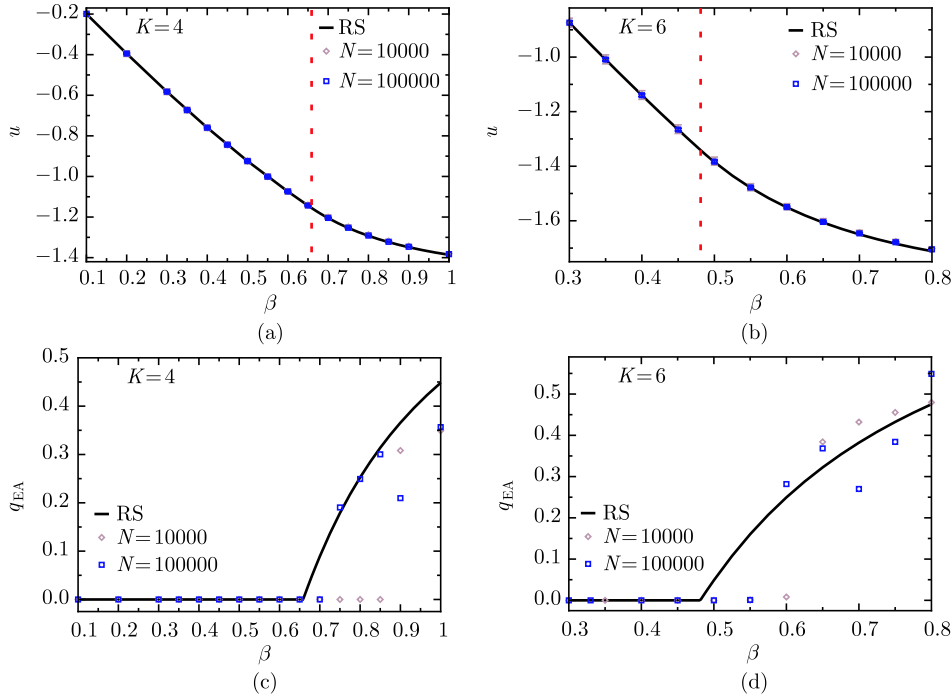 K=4
RS
N=10000
N=100000
u
−0.2
−0.4
−0.6
−0.8
−1.0
−1.2
−1.4
0.1 0.2 0.3 0.4 0.5 0.6 0.7 0.8 0.9 1
β
(a)
K=6
RS
N=10000
N=100000
u
−1.0
−1.2
−1.4
−1.6
0.3 0.4 0.5 0.6 0.7 0.8
β
(b)
K=4
RS
N=10000
N=100000
qEA
0.5
0.4
0.3
0.2
0.1
0.0
0.1 0.2 0.3 0.4 0.5 0.6 0.7 0.8 0.9 1
β
(c)
K=6
RS
N=10000
N=100000
qEA
0.5
0.4
0.3
0.2
0.1
0.0
0.3 0.4 0.5 0.6 0.7 0.8
β
(d)